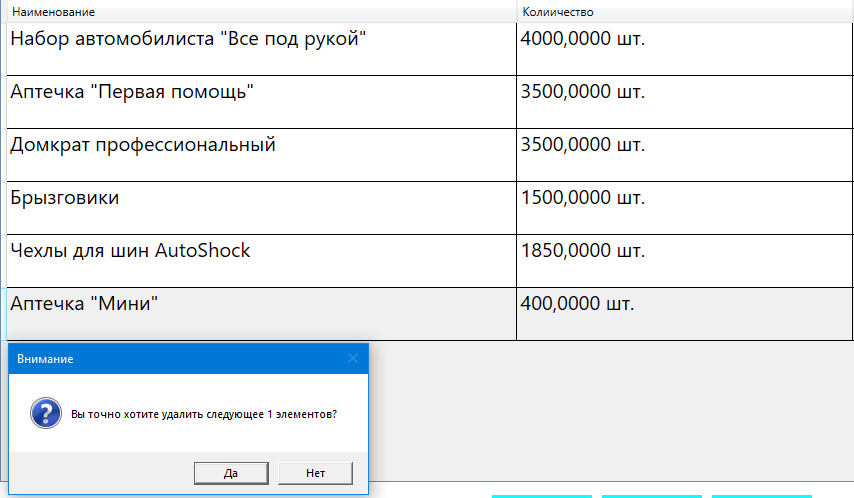 Наименование Колиичество
Набор автомобилиста "Все под рукой" 4000,0000 шт.
Аптечка "Первая помощь" 3500,0000 шт.
Домкрат профессиональный 3500,0000 шт.
Брызговики 1500,0000 шт.
Чехлы для шин AutoShock 1850,0000 шт.
Аптечка "Мини" 400,0000 шт.
Внимание
Вы точно хотите удалить следующее 1 элементов?
Да Нет